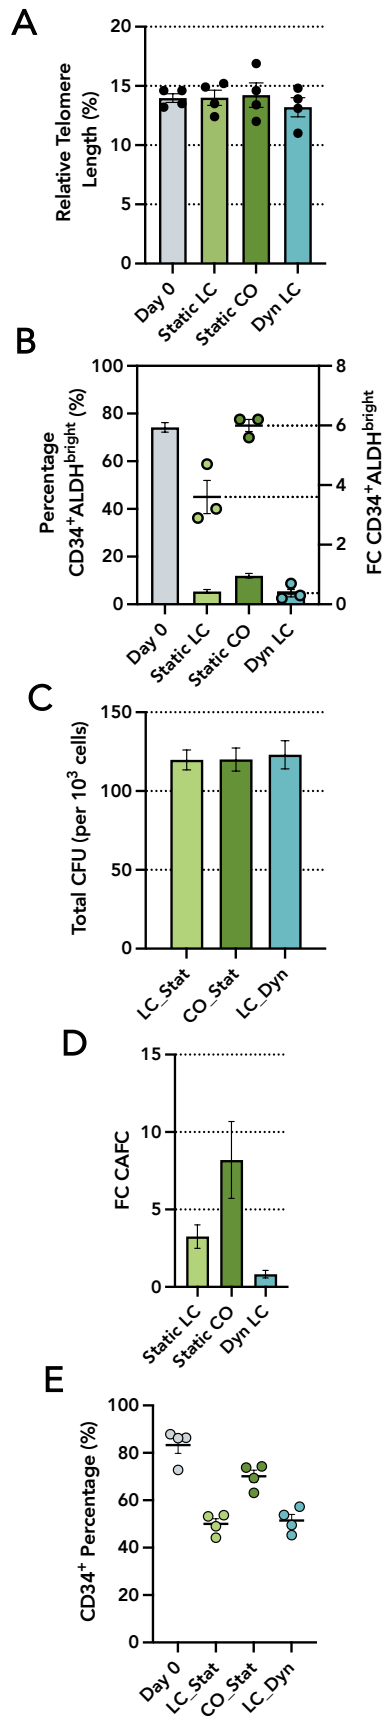 A
Relative Telomere
Length (%)
20
15
10
5
0
Day 0
Static LC
Static CO
Dyn LC
B
Percentage
CD34⁺ALDHᵇʳⁱᵍʰᵗ (%)
100
80
60
40
20
0
8
6
4
2
0
FC CD34⁺ALDHᵇʳⁱᵍʰᵗ
Day 0
Static LC
Static CO
Dyn LC
C
Total CFU (per 10³ cells)
150
100
50
0
LC_Stat
CO_Stat
LC_Dyn
D
FC CAFC
15
10
5
0
Static LC
Static CO
Dyn LC
E
CD34⁺ Percentage (%)
100
80
60
40
20
0
Day 0
LC_Stat
CO_Stat
LC_Dyn